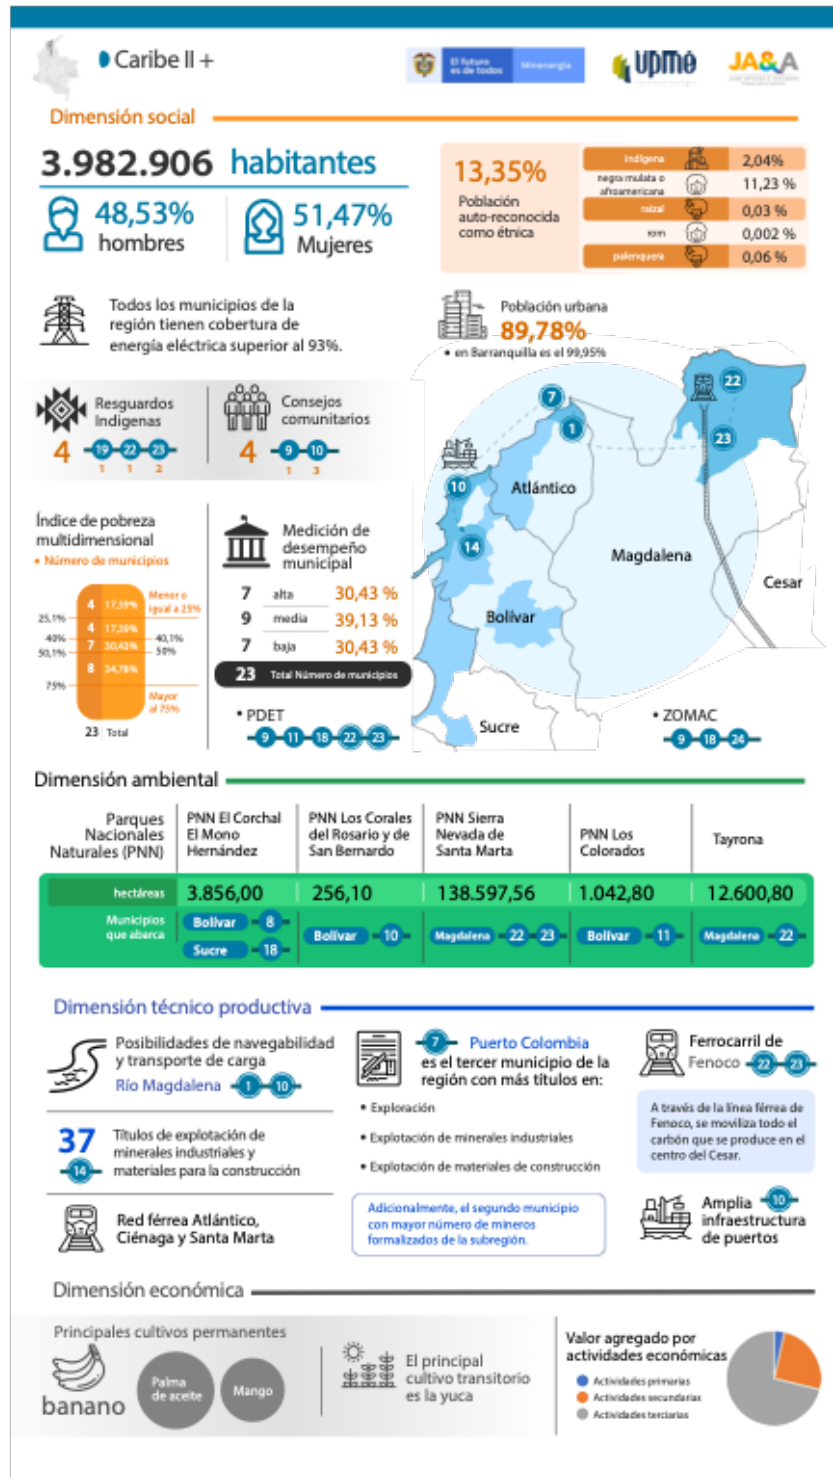 Caribe II +
El futuro
es de todos
Minenergía
upme
JA&A
Dimensión social
3.982.906 habitantes
48,53%
hombres
51,47%
Mujeres
13,35%
Población
auto-reconocida
como étnica
indígena 2,04%
negra mulata o
afroamericana 11,23 %
raizal 0,03 %
rom 0,002 %
palenquera 0,06 %
Todos los municipios de la
región tienen cobertura de
energía eléctrica superior al 93%.
Población urbana
89,78%
• en Barranquilla es el 99,95%
Resguardos
Indigenas
4 19 22 23
1 1 2
Consejos
comunitarios
4 9 10
1 3
7
1
22
23
10
14
Atlántico
Magdalena
Cesar
Bolívar
Sucre
Índice de pobreza
multidimensional
• Número de municipios
4 17,39% Menor o
igual a 25%
25,1%
4 17,39%
40% 40,1%
7 30,43%
50,1% 50%
8 34,78%
75%
Mayor
al 75%
23 Total
Medición de
desempeño
municipal
7 alta 30,43 %
9 media 39,13 %
7 baja 30,43 %
23 Total Número de municipios
• PDET
9 11 18 22 23
• ZOMAC
9 18 24
Dimensión ambiental
Parques
Nacionales
Naturales (PNN)
PNN El Corchal
El Mono
Hernández
PNN Los Corales
del Rosario y de
San Bernardo
PNN Sierra
Nevada de
Santa Marta
PNN Los
Colorados
Tayrona
hectáreas 3.856,00 256,10 138.597,56 1.042,80 12.600,80
Municipios
que abarca
Bolívar 8
Sucre 18
Bolívar 10
Magdalena 22 23
Bolívar 11
Magdalena 22
Dimensión técnico productiva
Posibilidades de navegabilidad
y transporte de carga
Río Magdalena 1 10
37
14
Títulos de explotación de
minerales industriales y
materiales para la construcción
Red férrea Atlántico,
Ciénaga y Santa Marta
7 Puerto Colombia
es el tercer municipio de la
región con más títulos en:
• Exploración
• Explotación de minerales industriales
• Explotación de materiales de construcción
Adicionalmente, el segundo municipio
con mayor número de mineros
formalizados de la subregión.
Ferrocarril de
Fenoco 22 23
A través de la línea férrea de
Fenoco, se moviliza todo el
carbón que se produce en el
centro del Cesar.
Amplia 10
infraestructura
de puertos
Dimensión económica
Principales cultivos permanentes
banano
Palma
de aceite
Mango
El principal
cultivo transitorio
es la yuca
Valor agregado por
actividades económicas
Actividades primarias
Actividades secundarias
Actividades terciarias